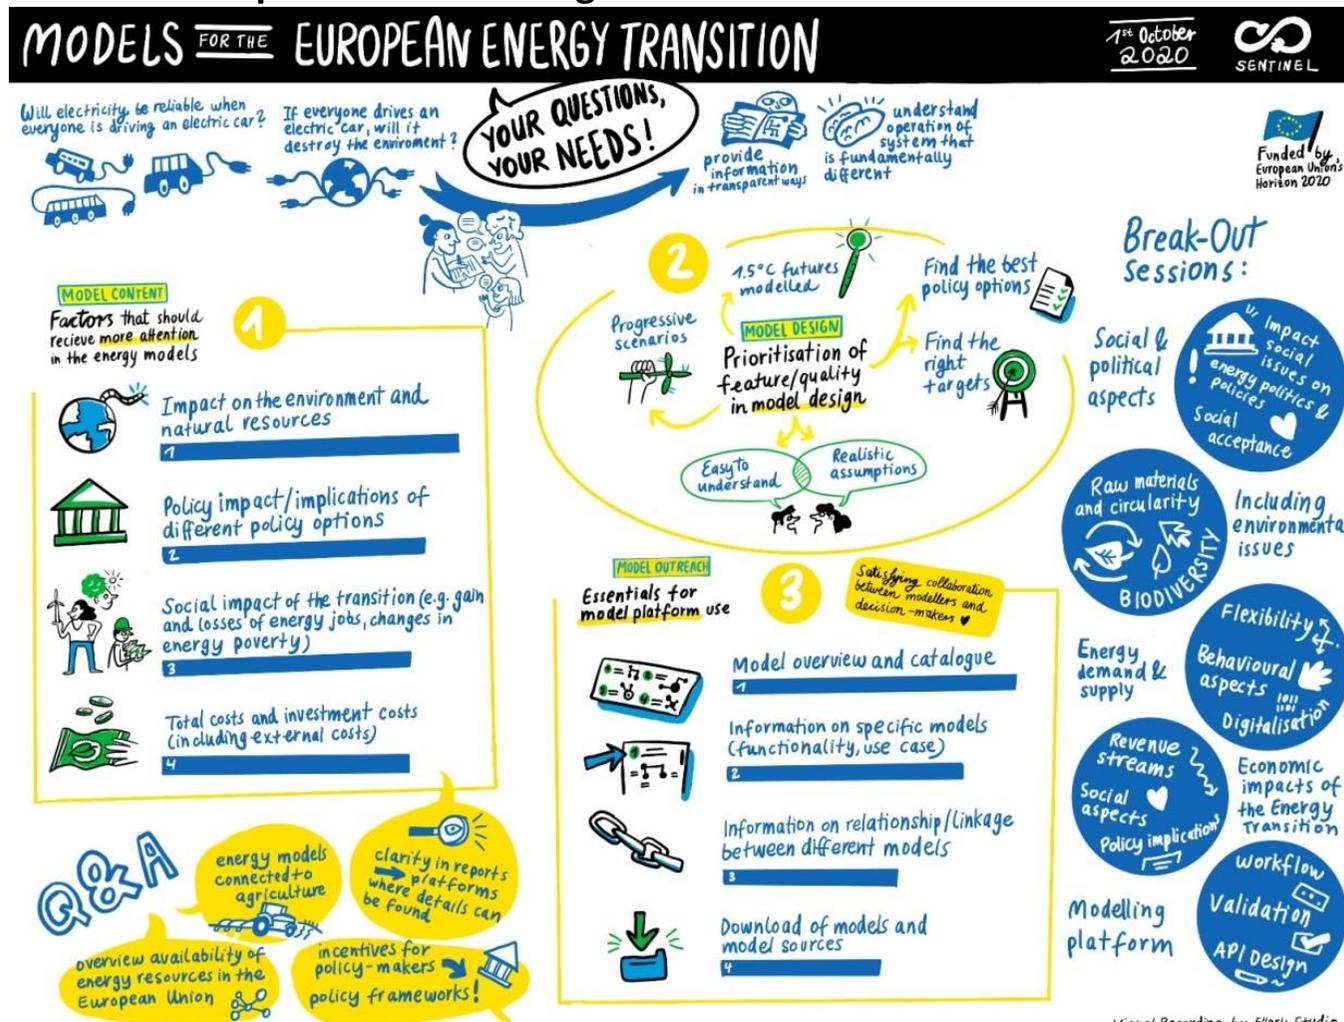 MODELS FOR THE EUROPEAN ENERGY TRANSITION
1st October
2020
SENTINEL
Will electricity be reliable when
everyone is driving an electric car?
If everyone drives an
electric car, will it
destroy the enviroment?
YOUR QUESTIONS,
YOUR NEEDS!
provide
information
in transparent ways
understand
operation of
system that
is fundamentally
different
Funded by
European Union's
Horizon 2020
MODEL CONTENT
Factors that should
recieve more attention
in the energy models
1
Impact on the environment and
natural resources
1
Policy impact/implications of
different policy options
2
Social impact of the transition (e.g. gain
and losses of energy jobs, changes in
energy poverty)
3
Total costs and investment costs
(including external costs)
4
2
1.5°C futures
modelled
Find the best
policy options
Progressive
scenarios
MODEL DESIGN
Prioritisation of
feature/quality
in model design
Find the
right
targets
Easy to
understand
Realistic
assumptions
MODEL OUTREACH
Essentials for
model platform use
3
Satisfying collaboration
between modellers and
decision-makers
Model overview and catalogue
1
Information on specific models
(functionality, use case)
2
Information on relationship/linkage
between different models
3
Download of models and
model sources
4
Break-Out
sessions:
Social &
political
aspects
Impact
social
issues on
energy politics &
policies
Social
acceptance
Raw materials
and circularity
BIODIVERSITY
Including
environmenta
issues
Energy
demand &
supply
Flexibility
Behavioural
aspects
Digitalisation
Revenue
streams
Social
aspects
Policy implications
Economic
impacts of
the Energy
Transition
Modelling
platform
Workflow
Validation
API Design
Q&A
energy models
connected to
agriculture
clarity in reports
platforms
where details can
be found
overview availability of
energy resources in the
European Union
incentives for
policy-makers
policy frameworks!